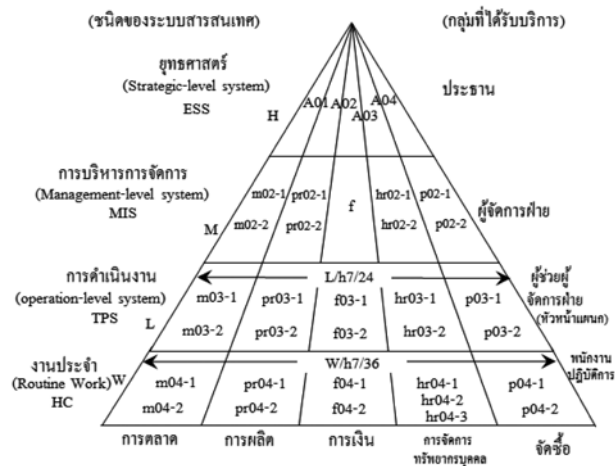 (ชนิดของระบบสารสนเทศ)
(กลุ่มที่ได้รับบริการ)
ยุทธศาสตร์
(Strategic-level system)
ESS
H
A01
A02
A03
A04
ประธาน
การบริหารการจัดการ
(Management-level system)
MIS
M
m02-1
pr02-1
f
hr02-1
p02-1
m02-2
pr02-2
hr02-2
p02-2
ผู้จัดการฝ่าย
การดำเนินงาน
(operation-level system)
TPS
L
L/h7/24
m03-1
pr03-1
f03-1
hr03-1
p03-1
m03-2
pr03-2
f03-2
hr03-2
p03-2
ผู้ช่วยผู้
จัดการฝ่าย
(หัวหน้าแผนก)
งานประจำ
(Routine Work)
HC
W
W/h7/36
m04-1
pr04-1
f04-1
hr04-1
p04-1
m04-2
pr04-2
f04-2
hr04-2
hr04-3
p04-2
พนักงาน
ปฏิบัติการ
การตลาด
การผลิต
การเงิน
การจัดการ
ทรัพยากรบุคคล
จัดซื้อ